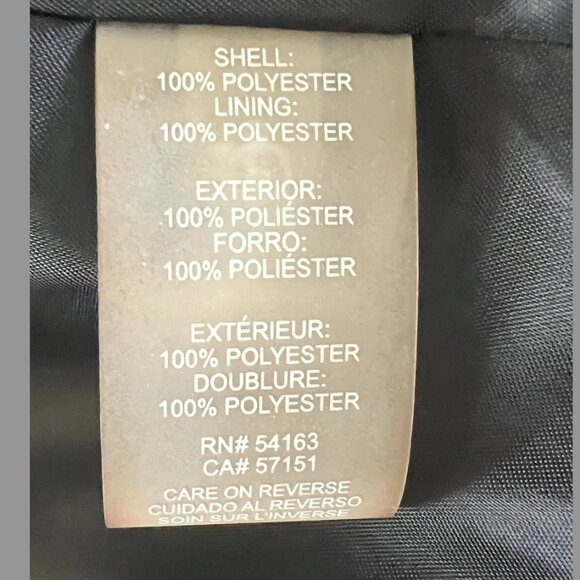 SHELL:
100% POLYESTER
LINING:
100% POLYESTER
EXTERIOR:
100% POLIÉSTER
FORRO:
100% POLIÉSTER
EXTÉRIEUR:
100% POLYESTER
DOUBLURE:
100% POLYESTER
RN# 54163
CA# 57151
CARE ON REVERSE
CUIDADO AL REVERSO
SOIN SUR L'INVERSE